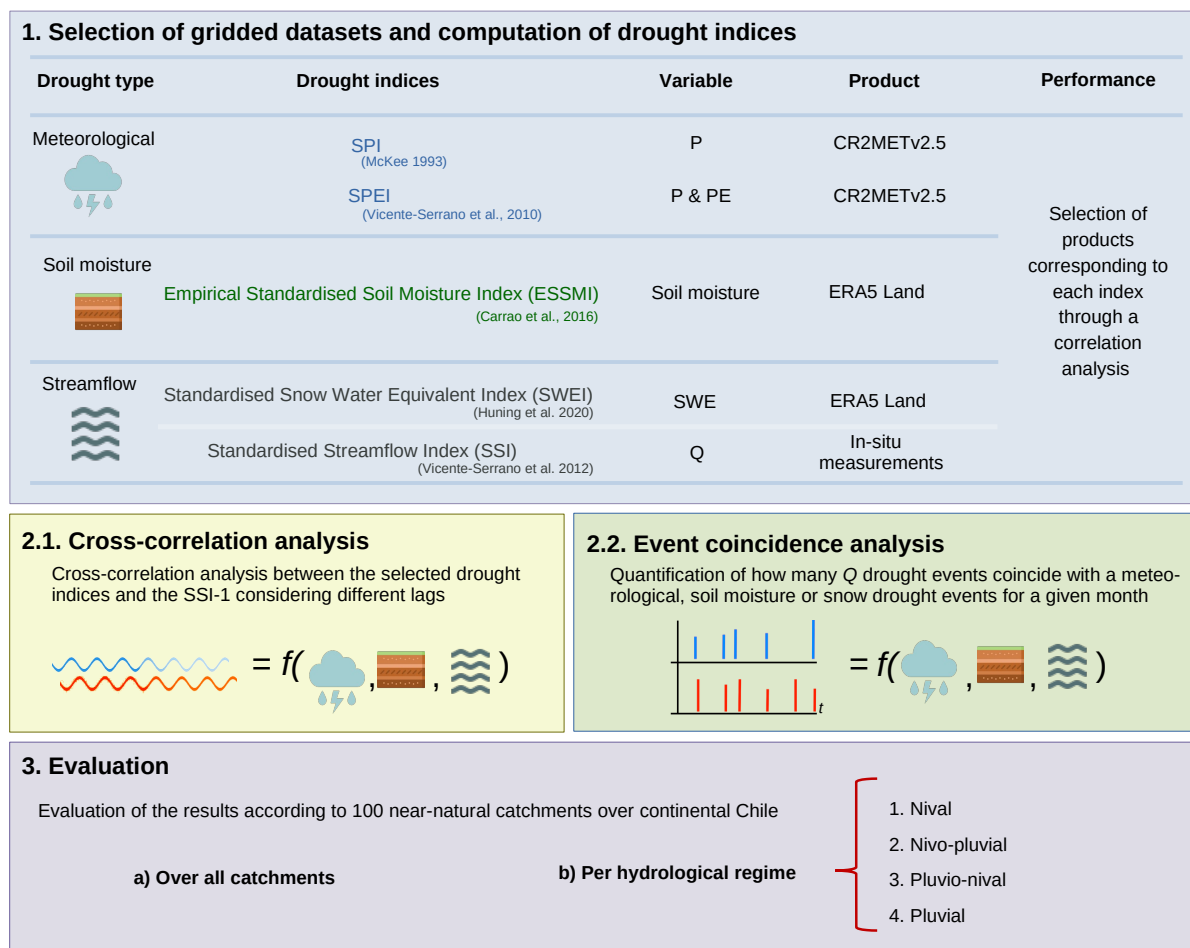 1. Selection of gridded datasets and computation of drought indices
Drought type Drought indices Variable Product Performance
Meteorological
SPI P CR2METv2.5
(McKee 1993)
SPEI P & PE CR2METv2.5
(Vicente-Serrano et al., 2010)
Selection of
products
corresponding to
each index
through a
correlation
analysis
Soil moisture
Empirical Standardised Soil Moisture Index (ESSMI) Soil moisture ERA5 Land
(Carrao et al., 2016)
Streamflow
Standardised Snow Water Equivalent Index (SWEI) SWE ERA5 Land
(Huning et al. 2020)
Standardised Streamflow Index (SSI) Q In-situ
measurements
(Vicente-Serrano et al. 2012)
2.1. Cross-correlation analysis
Cross-correlation analysis between the selected drought
indices and the SSI-1 considering different lags
= f( , , )
2.2. Event coincidence analysis
Quantification of how many Q drought events coincide with a meteo-
rological, soil moisture or snow drought events for a given month
t
= f( , , )
3. Evaluation
Evaluation of the results according to 100 near-natural catchments over continental Chile
a) Over all catchments
b) Per hydrological regime
1. Nival
2. Nivo-pluvial
3. Pluvio-nival
4. Pluvial